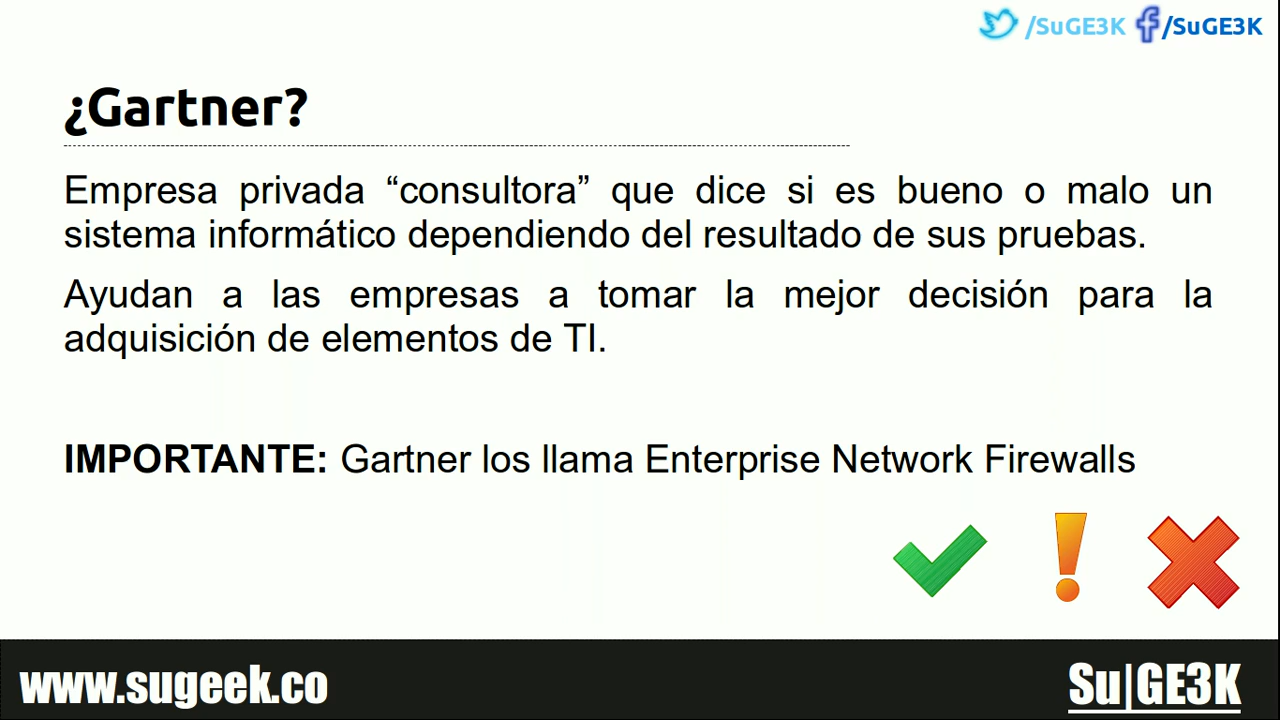 /SuGE3K /SuGE3K
¿Gartner?
Empresa privada “consultora” que dice si es bueno o malo un
sistema informático dependiendo del resultado de sus pruebas.
Ayudan a las empresas a tomar la mejor decisión para la
adquisición de elementos de TI.
IMPORTANTE: Gartner los llama Enterprise Network Firewalls
www.sugeek.co
Su|GE3K